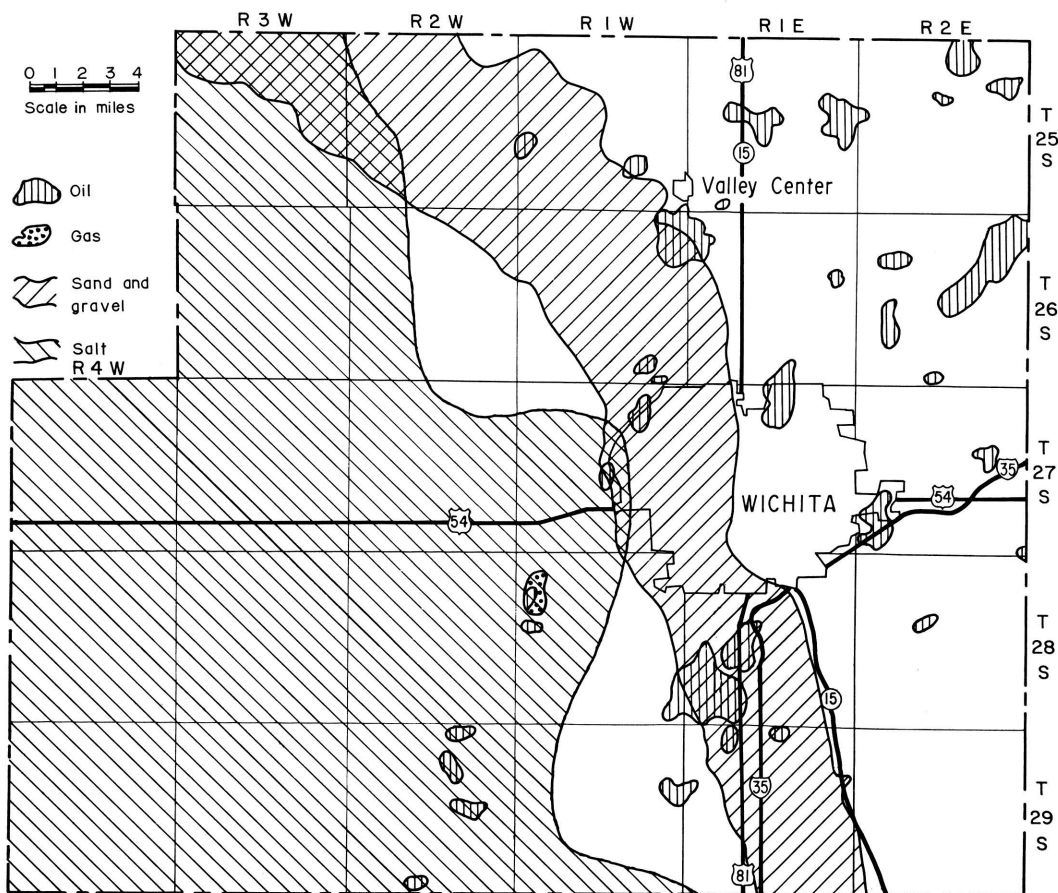 R 3 W R 2 W R 1 W R 1 E R 2 E
0 1 2 3 4
Scale in miles
81
T
25
S
15
Valley Center
Oil
Gas
Sand and
gravel
Salt
R 4 W
T
26
S
T
27
S
35
54
WICHITA
54
T
28
S
15
35
T
29
S
81